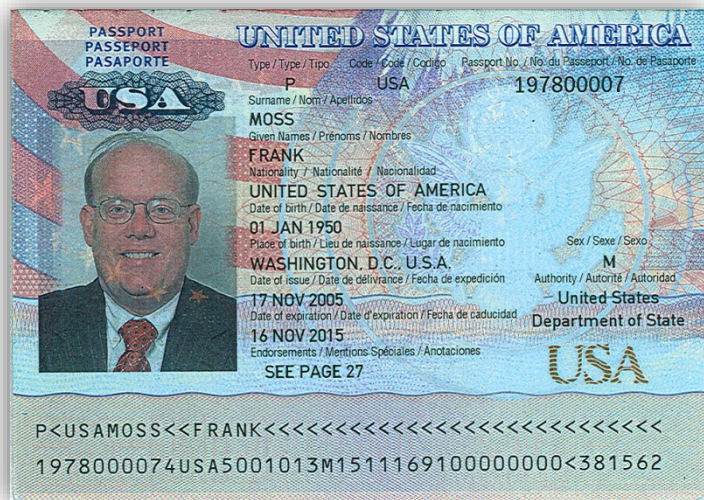 PASSPORT
PASSEPORT
PASAPORTE
USA
UNITED STATES OF AMERICA
Type / Type / Tipo Code / Code / Codigo Passport No. / No. du Passeport / No. de Pasaporte
P USA 197800007
Surname / Nom / Apellidos
MOSS
Given Names / Prénoms / Nombres
FRANK
Nationality / Nationalité / Nacionalidad
UNITED STATES OF AMERICA
Date of birth / Date de naissance / Fecha de nacimiento
01 JAN 1950
Place of birth / Lieu de naissance / Lugar de nacimiento Sex / Sexe / Sexo
WASHINGTON, D.C., U.S.A. M
Date of issue / Date de délivrance / Fecha de expedición Authority / Autorité / Autoridad
17 NOV 2005 United States
Date of expiration / Date d'expiration / Fecha de caducidad Department of State
16 NOV 2015
Endorsements / Mentions Spéciales / Anotaciones
SEE PAGE 27 USA
P<USAMOSS<<FRANK<<<<<<<<<<<<<<<<<<<<<<<<<<<<
1978000074USA5001013M1511169100000000<381562